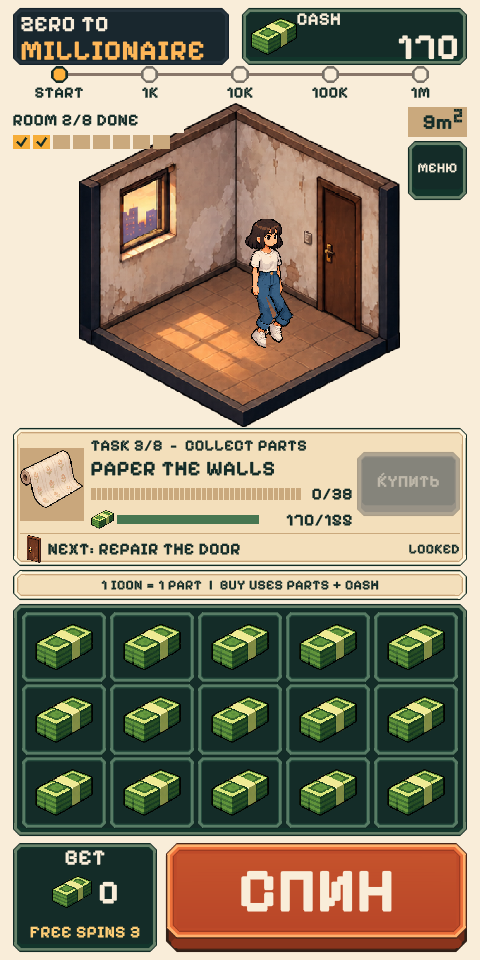 ZERO TO
MILLIONAIRE
CASH
170
START
1K
10K
100K
1M
ROOM 2/8 DONE
9m²
МЕНЮ
TASK 3/8 - COLLECT PARTS
PAPER THE WALLS
0/38
КУПИТЬ
170/188
NEXT: REPAIR THE DOOR
LOCKED
1 ICON = 1 PART | BUY USES PARTS + CASH
BET
0
FREE SPINS 3
СПИН